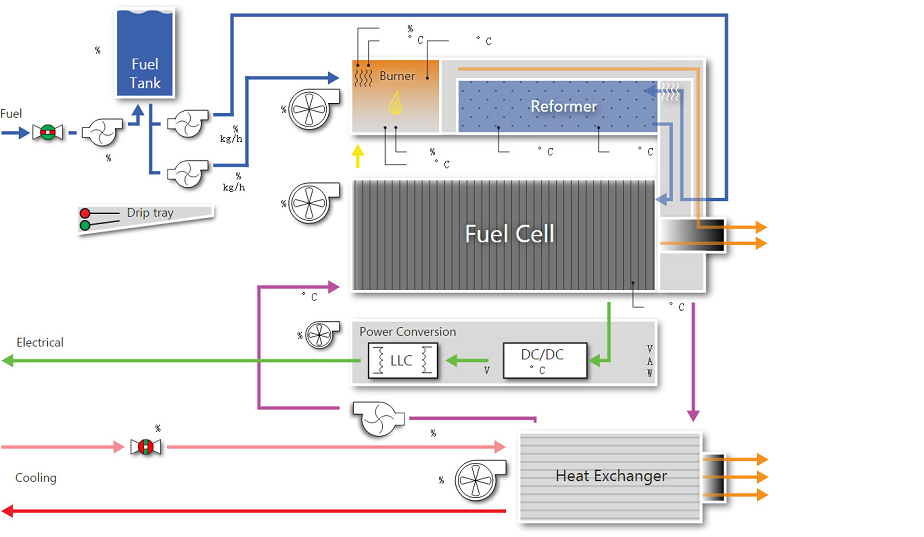 %
° C
° C
%
Fuel
Tank
Burner
Reformer
%
Fuel
%
kg/h
%
%
° C
° C
° C
%
kg/h
%
Drip tray
Fuel Cell
° C
° C
%
Power Conversion
Electrical
LLC
V
DC/DC
° C
V
A
W
%
%
Cooling
%
Heat Exchanger